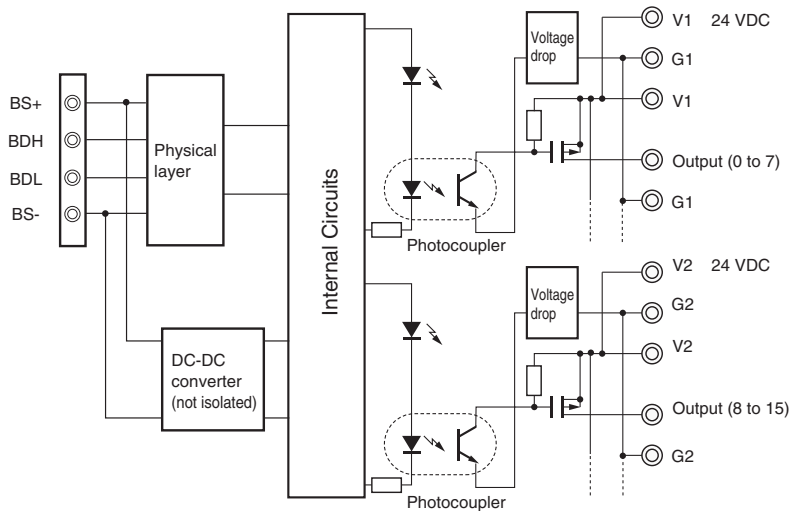 BS+
BDH
BDL
BS-
Physical
layer
DC-DC
converter
(not isolated)
Internal Circuits
Photocoupler
Voltage
drop
V1 24 VDC
G1
V1
Output (0 to 7)
G1
Photocoupler
Voltage
drop
V2 24 VDC
G2
V2
Output (8 to 15)
G2